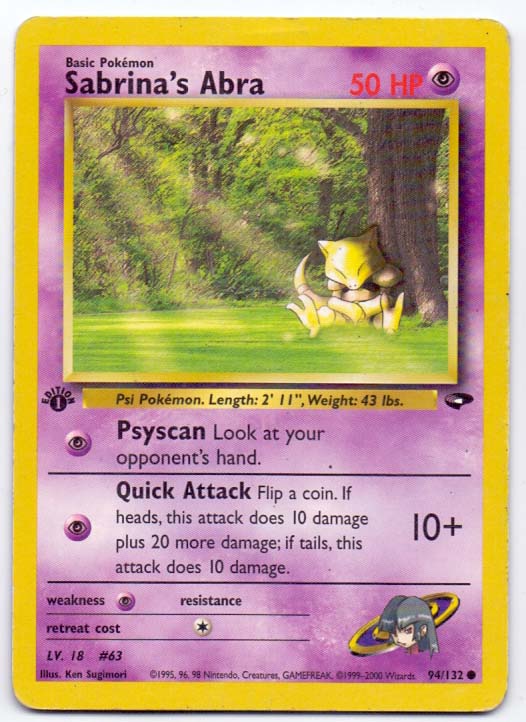 Basic Pokémon
Sabrina's Abra 50 HP
EDITION
1
Psi Pokémon. Length: 2' 11", Weight: 43 lbs.
Psyscan Look at your
opponent's hand.
Quick Attack Flip a coin. If
heads, this attack does 10 damage
plus 20 more damage; if tails, this
attack does 10 damage.
10+
weakness resistance
retreat cost
LV. 18 #63
Illus. Ken Sugimori ©1995, 96, 98 Nintendo, Creatures, GAMEFREAK. ©1999-2000 Wizards. 94/132